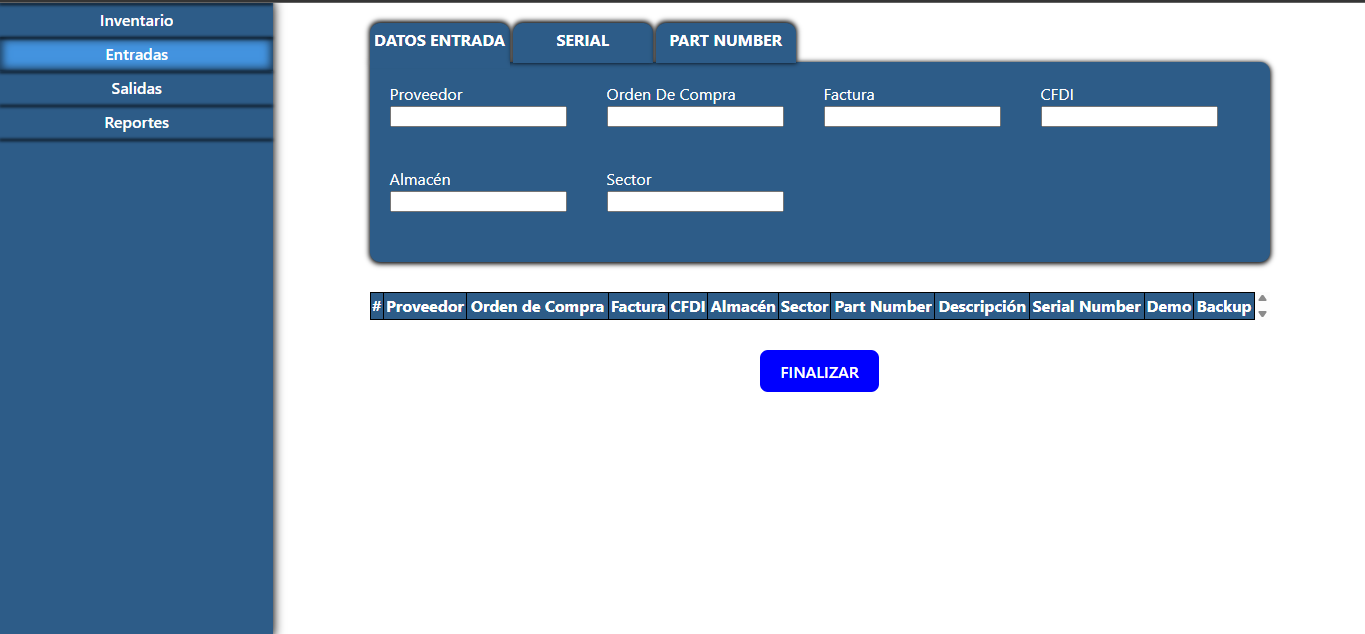 Inventario
Entradas
Salidas
Reportes
DATOS ENTRADA SERIAL PART NUMBER
Proveedor Orden De Compra Factura CFDI
Almacén Sector
# Proveedor Orden de Compra Factura CFDI Almacén Sector Part Number Descripción Serial Number Demo Backup
FINALIZAR